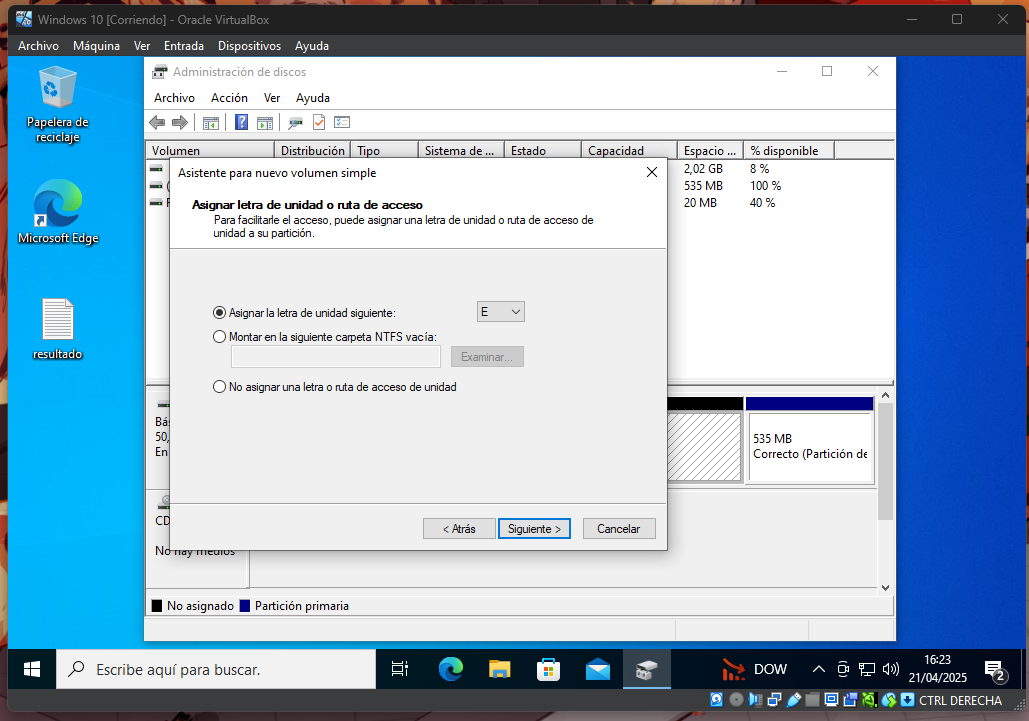 Windows 10 [Corriendo] - Oracle VirtualBox
Archivo Máquina Ver Entrada Dispositivos Ayuda
Papelera de
reciclaje
Microsoft Edge
resultado
Administración de discos
Archivo Acción Ver Ayuda
Volumen Distribución Tipo Sistema de ... Estado Capacidad Espacio ... % disponible
2,02 GB 8 %
535 MB 100 %
20 MB 40 %
Asistente para nuevo volumen simple
Asignar letra de unidad o ruta de acceso
Para facilitarle el acceso, puede asignar una letra de unidad o ruta de acceso de
unidad a su partición.
Asignar la letra de unidad siguiente: E
Montar en la siguiente carpeta NTFS vacía:
Examinar...
No asignar una letra o ruta de acceso de unidad
< Atrás Siguiente > Cancelar
Bá
50,
En
535 MB
Correcto (Partición de
CD
No hay medios
No asignado Partición primaria
Escribe aquí para buscar.
DOW
16:23
21/04/2025
2
CTRL DERECHA